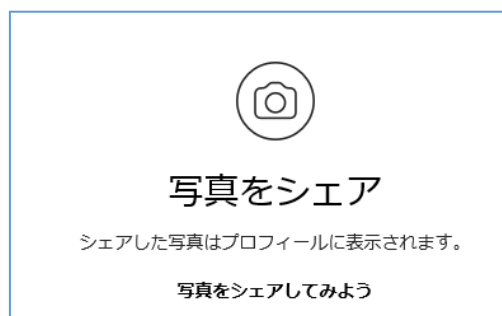 写真をシェア
シェアした写真はプロフィールに表示されます。
写真をシェアしてみよう